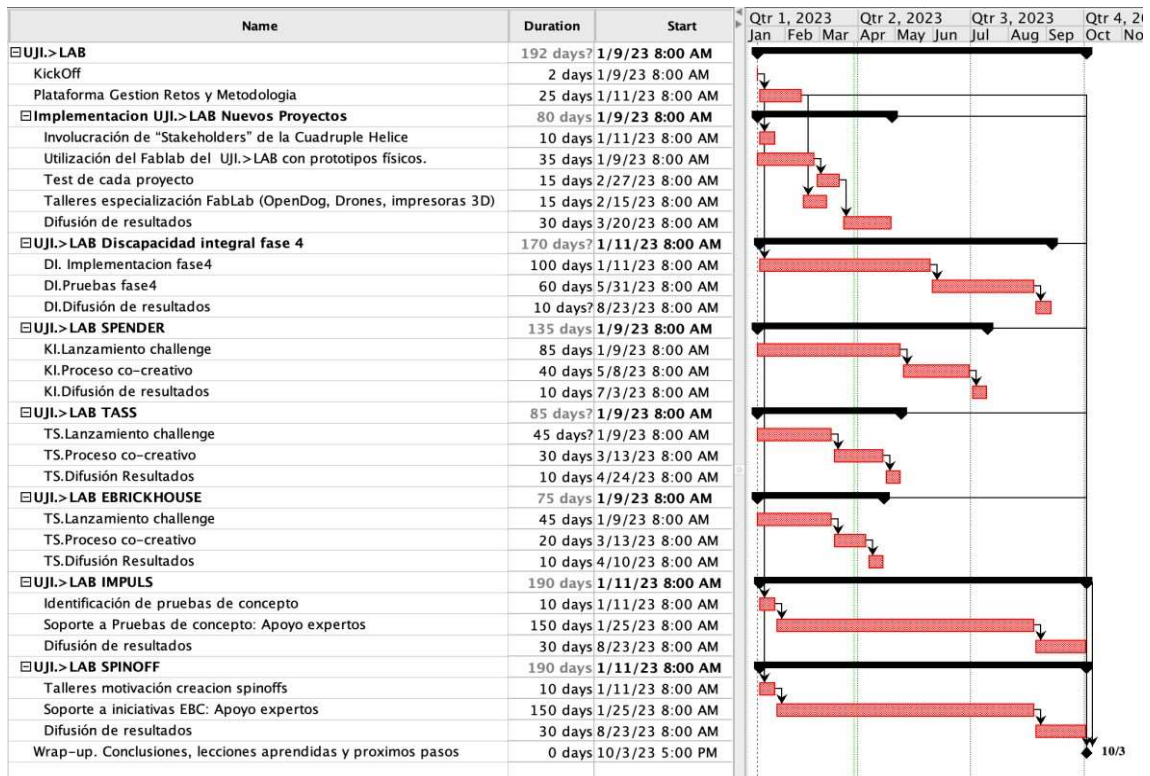 Name Duration Start Qtr 1, 2023 Qtr 2, 2023 Qtr 3, 2023 Qtr 4, 2
Jan Feb Mar Apr May Jun Jul Aug Sep Oct No
UJI.>LAB 192 days? 1/9/23 8:00 AM
KickOff 2 days 1/9/23 8:00 AM
Plataforma Gestion Retos y Metodologia 25 days 1/11/23 8:00 AM
Implementacion UJI.>LAB Nuevos Proyectos 80 days 1/9/23 8:00 AM
Involucración de “Stakeholders” de la Cuadruple Helice 10 days 1/11/23 8:00 AM
Utilización del Fablab del UJI.>LAB con prototipos físicos. 35 days 1/9/23 8:00 AM
Test de cada proyecto 15 days 2/27/23 8:00 AM
Talleres especialización FabLab (OpenDog, Drones, impresoras 3D) 15 days 2/15/23 8:00 AM
Difusión de resultados 30 days 3/20/23 8:00 AM
UJI.>LAB Discapacidad integral fase 4 170 days? 1/11/23 8:00 AM
DI. Implementacion fase4 100 days 1/11/23 8:00 AM
DI.Pruebas fase4 60 days 5/31/23 8:00 AM
DI.Difusión de resultados 10 days? 8/23/23 8:00 AM
UJI.>LAB SPENDER 135 days 1/9/23 8:00 AM
KI.Lanzamiento challenge 85 days 1/9/23 8:00 AM
KI.Proceso co-creativo 40 days 5/8/23 8:00 AM
KI.Difusión de resultados 10 days 7/3/23 8:00 AM
UJI.>LAB TASS 85 days? 1/9/23 8:00 AM
TS.Lanzamiento challenge 45 days? 1/9/23 8:00 AM
TS.Proceso co-creativo 30 days 3/13/23 8:00 AM
TS.Difusión Resultados 10 days 4/24/23 8:00 AM
UJI.>LAB EBRICKHOUSE 75 days 1/9/23 8:00 AM
TS.Lanzamiento challenge 45 days 1/9/23 8:00 AM
TS.Proceso co-creativo 20 days 3/13/23 8:00 AM
TS.Difusión Resultados 10 days 4/10/23 8:00 AM
UJI.>LAB IMPULS 190 days 1/11/23 8:00 AM
Identificación de pruebas de concepto 10 days 1/11/23 8:00 AM
Soporte a Pruebas de concepto: Apoyo expertos 150 days 1/25/23 8:00 AM
Difusión de resultados 30 days 8/23/23 8:00 AM
UJI.>LAB SPINOFF 190 days 1/11/23 8:00 AM
Talleres motivación creacion spinoffs 10 days 1/11/23 8:00 AM
Soporte a iniciativas EBC: Apoyo expertos 150 days 1/25/23 8:00 AM
Difusión de resultados 30 days 8/23/23 8:00 AM
Wrap-up. Conclusiones, lecciones aprendidas y proximos pasos 0 days 10/3/23 5:00 PM 10/3